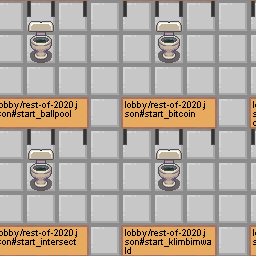 lobby/rest-of-2020.j
son#start_ballpool
lobby/rest-of-2020.j
son#start_bitcoin
lobby/rest-of-2020.j
son#start_intersect
lobby/rest-of-2020.j
son#start_klimbimwa
ld